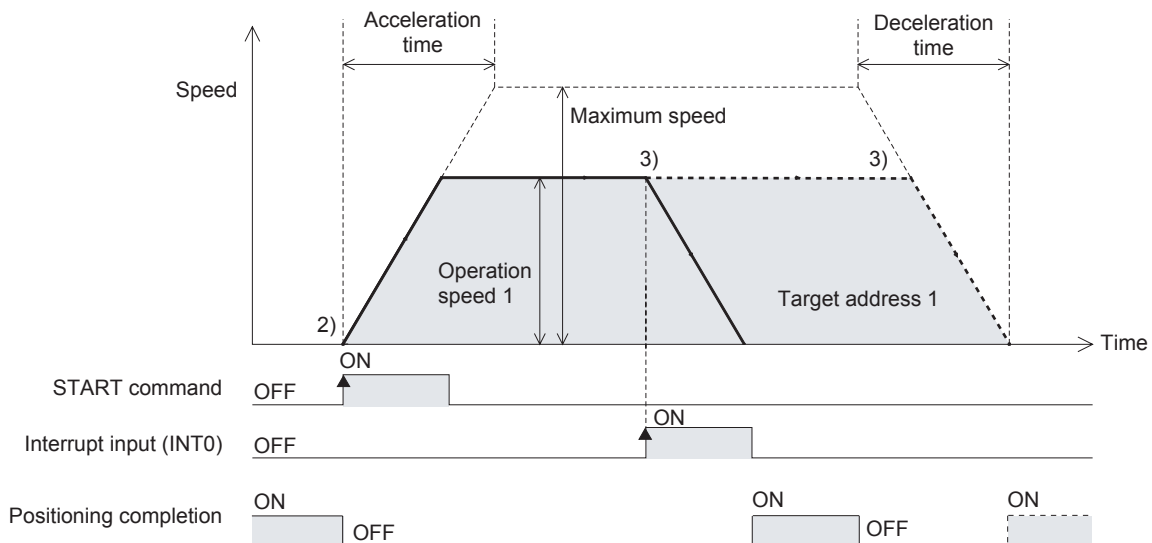 Acceleration
time
Deceleration
time
Speed
Maximum speed
3)
3)
Operation
speed 1
Target address 1
2)
Time
ON
START command
OFF
ON
Interrupt input (INT0)
OFF
ON
ON
ON
Positioning completion
OFF
OFF